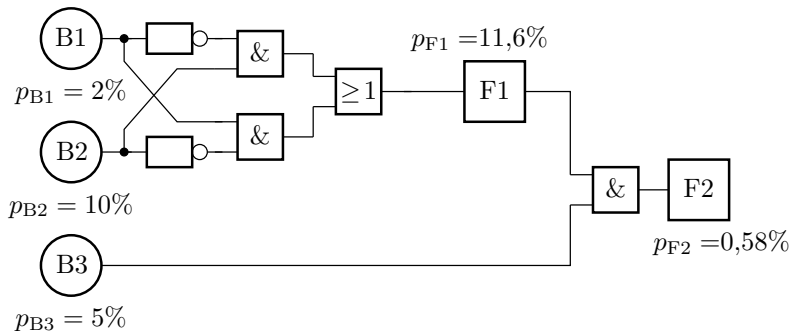 B1
&
p_B1 = 2%
p_F1 =11,6%
≥1
F1
B2
&
p_B2 = 10%
&
F2
p_F2 =0,58%
B3
p_B3 = 5%